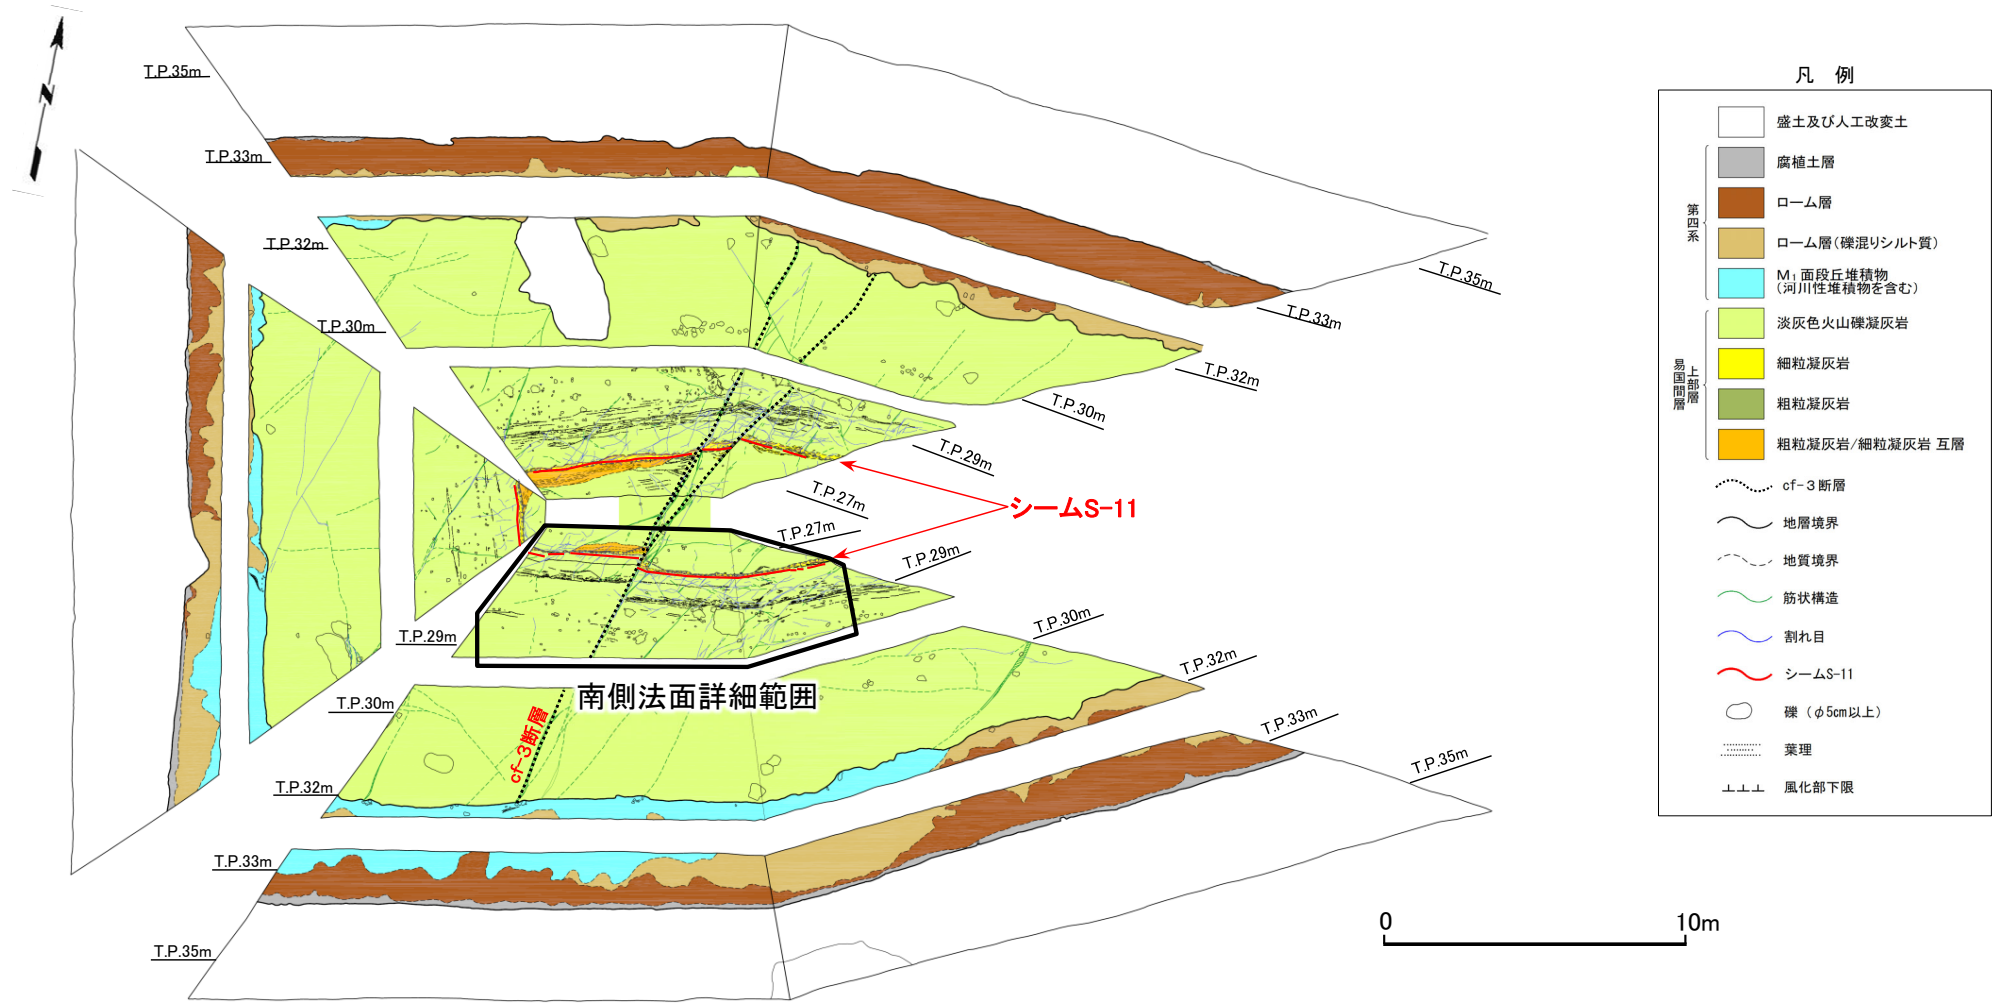 N
T.P.35m
T.P.33m
T.P.32m
T.P.30m
T.P.35m
T.P.33m
T.P.32m
T.P.30m
T.P.29m
T.P.27m
シームS-11
T.P.27m
T.P.29m
T.P.30m
T.P.32m
T.P.33m
T.P.35m
T.P.29m
南側法面詳細範囲
T.P.30m
cf-3断層
T.P.32m
T.P.33m
T.P.35m
0 10m
凡 例
盛土及び人工改変土
第四系
腐植土層
ローム層
ローム層(礫混りシルト質)
M₁面段丘堆積物
(河川性堆積物を含む)
易国間層
上部層
淡灰色火山礫凝灰岩
細粒凝灰岩
粗粒凝灰岩
粗粒凝灰岩/細粒凝灰岩 互層
cf-3断層
地層境界
地質境界
筋状構造
割れ目
シームS-11
礫（φ5cm以上）
葉理
風化部下限